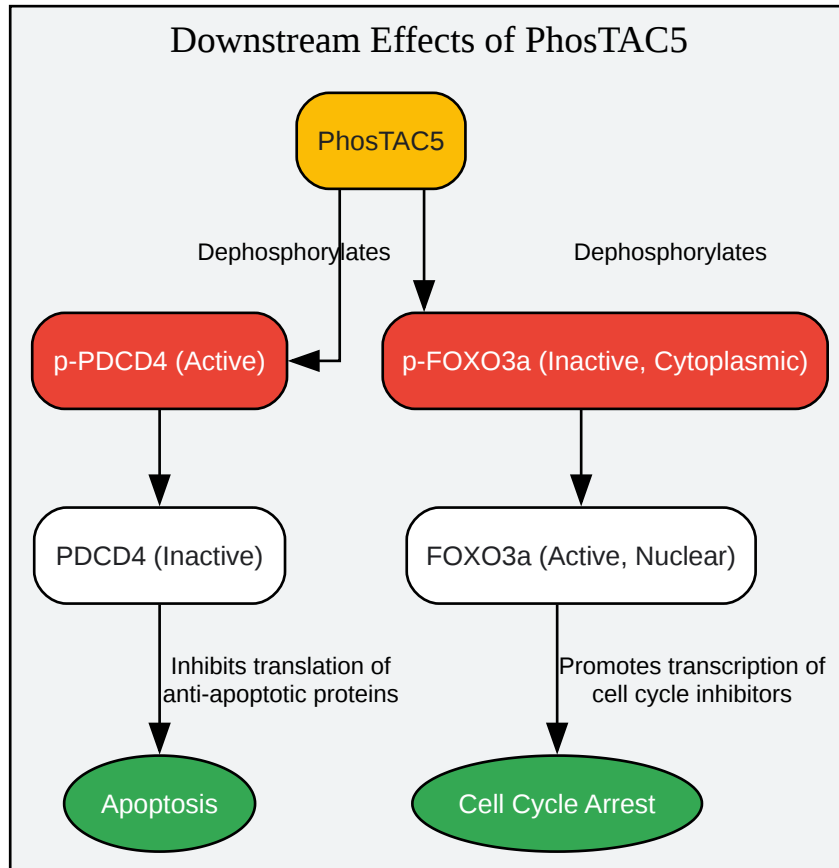 Downstream Effects of PhosTAC5
PhosTAC5
Dephosphorylates
Dephosphorylates
p-PDCD4 (Active)
p-FOXO3a (Inactive, Cytoplasmic)
PDCD4 (Inactive)
FOXO3a (Active, Nuclear)
Inhibits translation of
anti-apoptotic proteins
Promotes transcription of
cell cycle inhibitors
Apoptosis
Cell Cycle Arrest